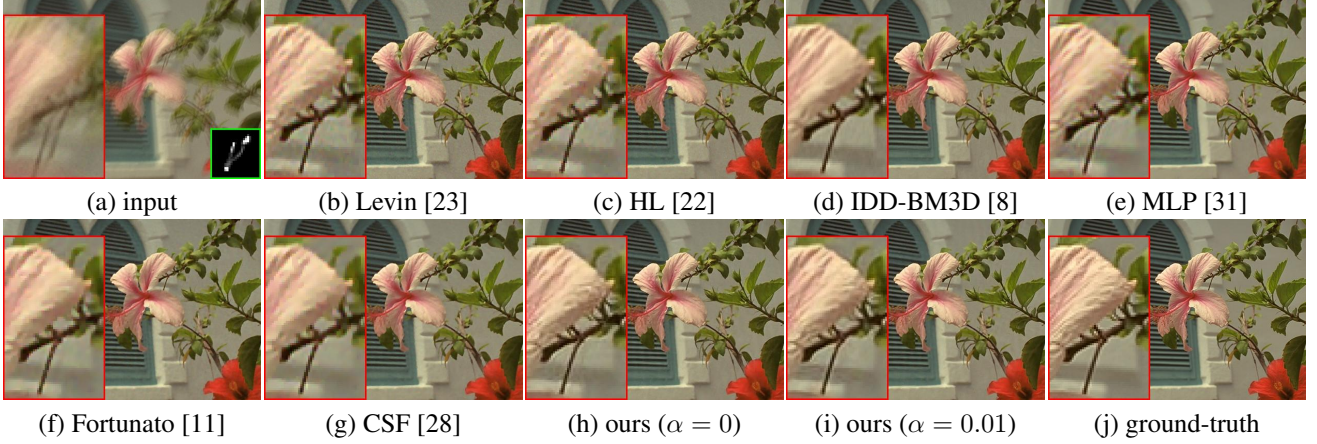 (a) input
(b) Levin [23]
(c) HL [22]
(d) IDD-BM3D [8]
(e) MLP [31]
(f) Fortunato [11]
(g) CSF [28]
(h) ours (α = 0)
(i) ours (α = 0.01)
(j) ground-truth